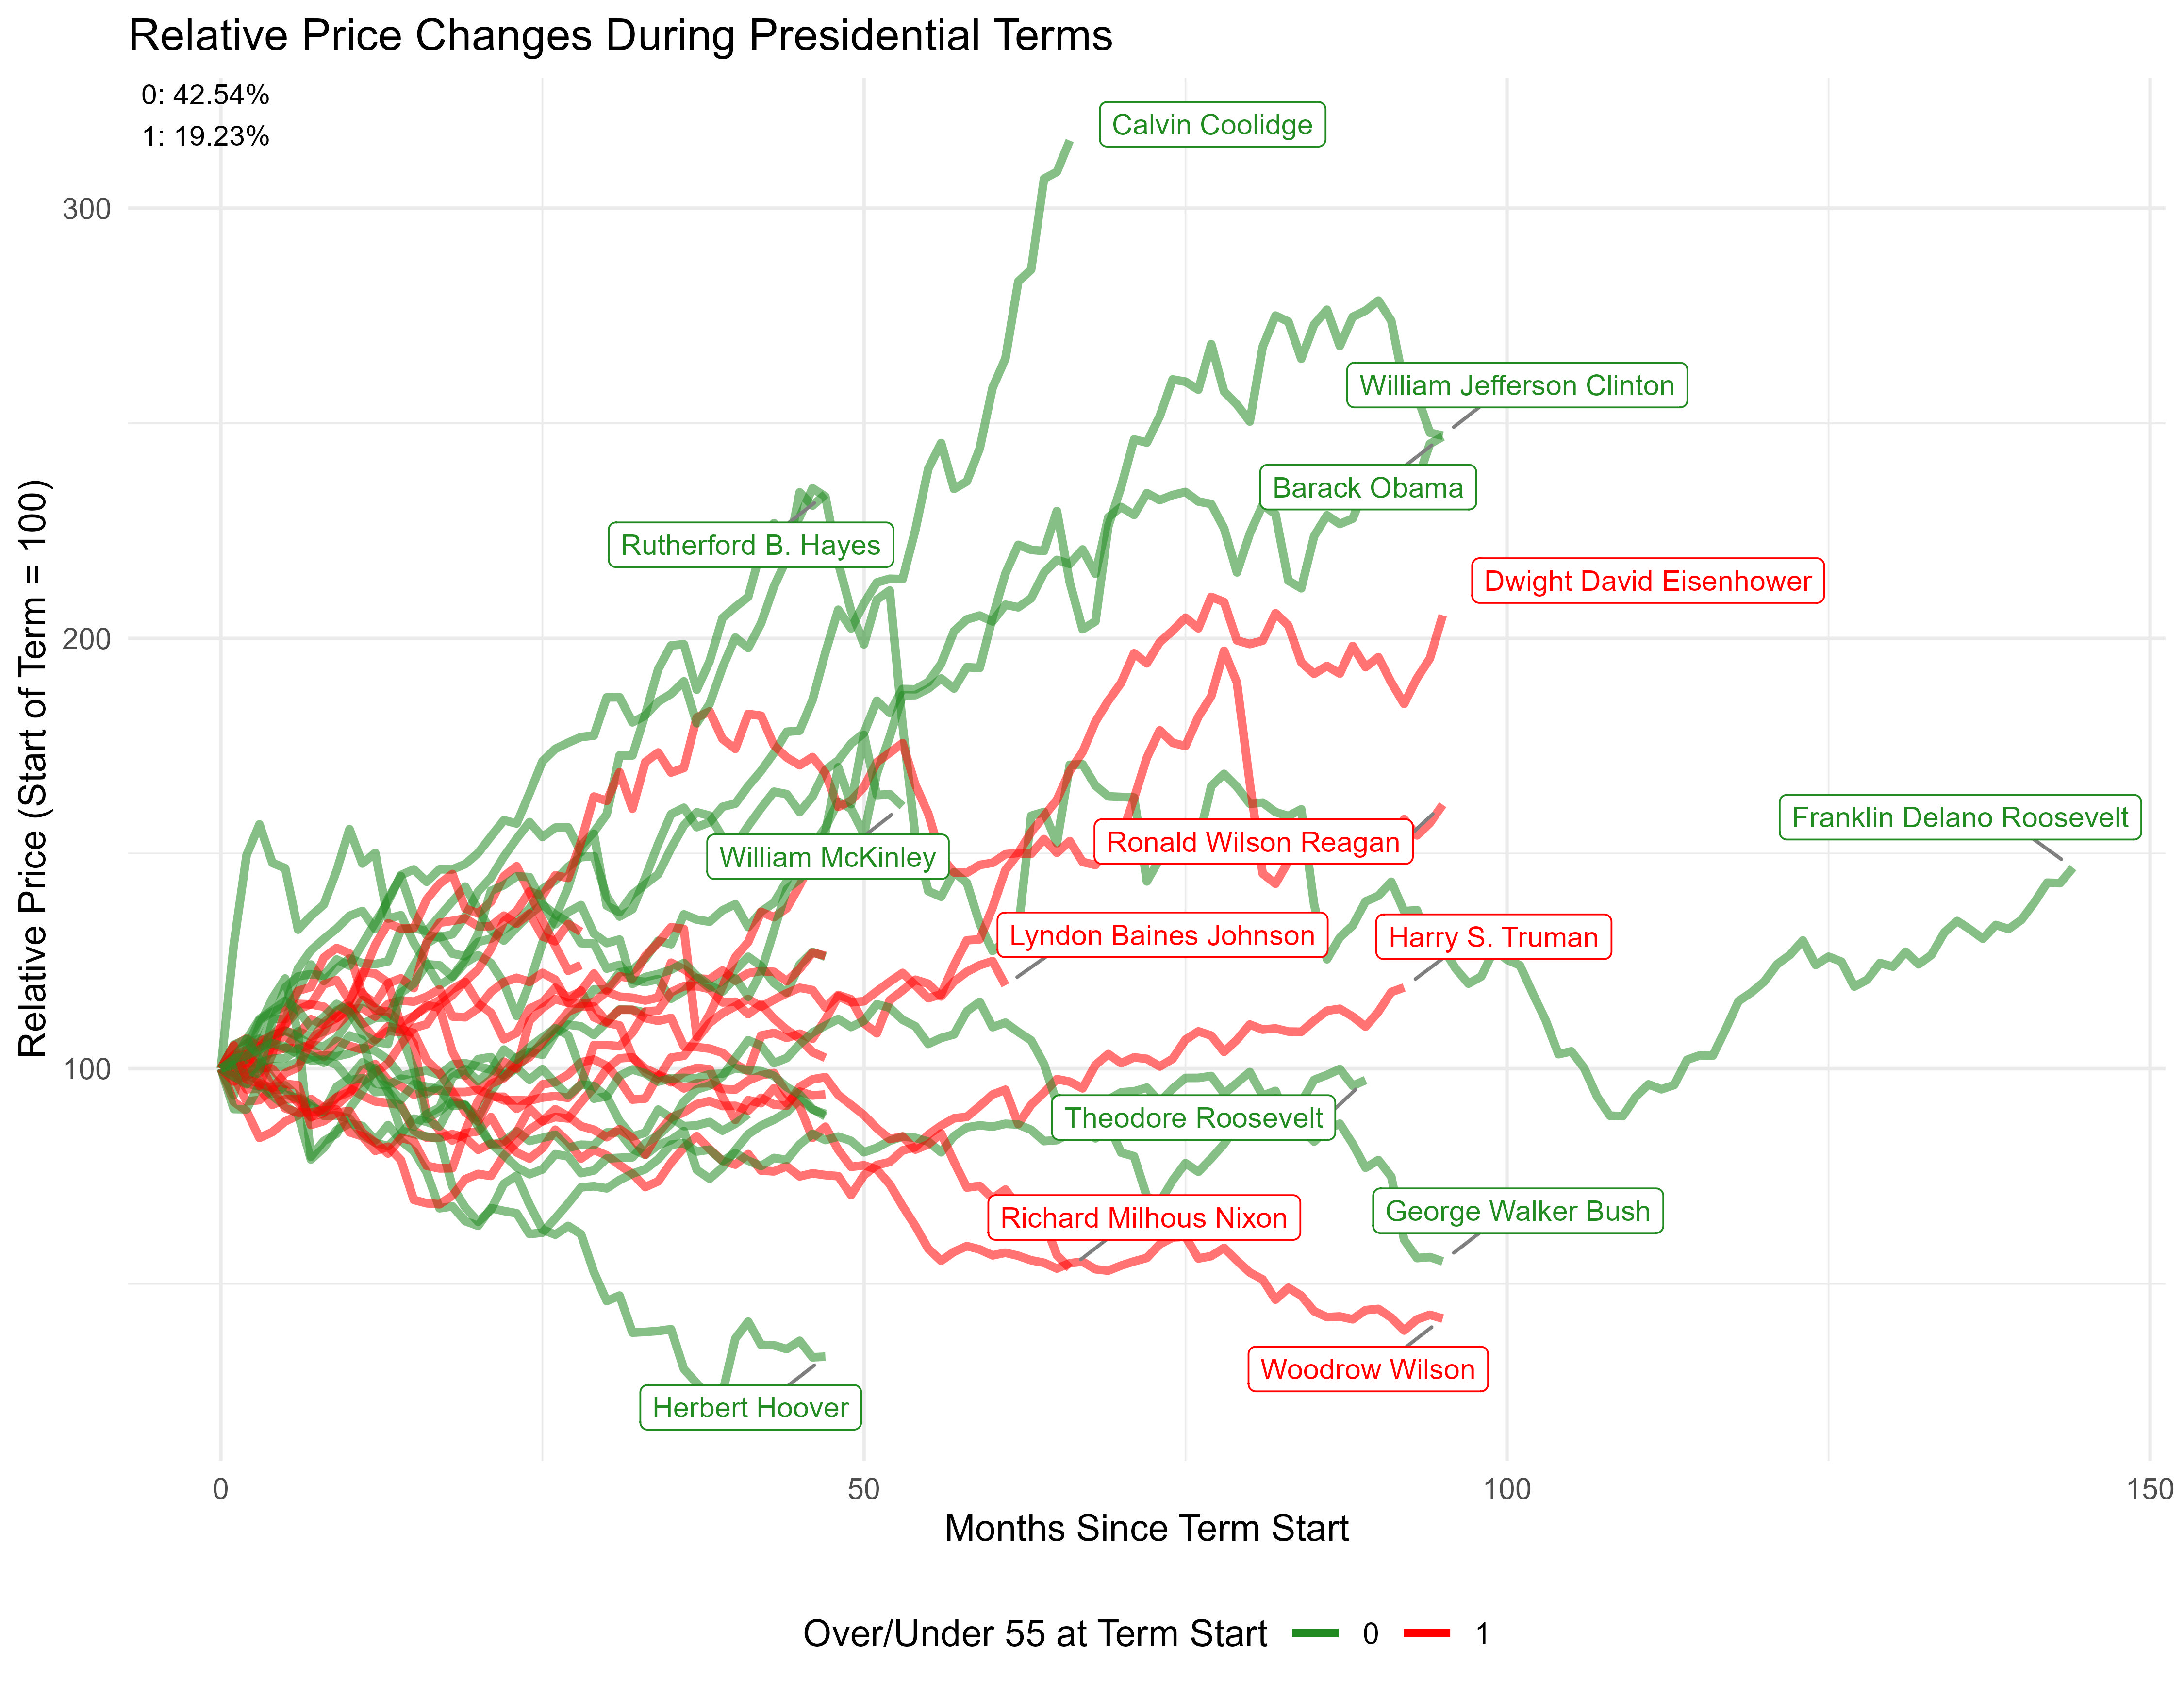 Relative Price Changes During Presidential Terms
0: 42.54%
1: 19.23%
Calvin Coolidge
300
William Jefferson Clinton
Barack Obama
Rutherford B. Hayes
Dwight David Eisenhower
200
Relative Price (Start of Term = 100)
Franklin Delano Roosevelt
Ronald Wilson Reagan
William McKinley
Lyndon Baines Johnson
Harry S. Truman
100
Theodore Roosevelt
George Walker Bush
Richard Milhous Nixon
Woodrow Wilson
Herbert Hoover
0 50 100 150
Months Since Term Start
Over/Under 55 at Term Start 0 1